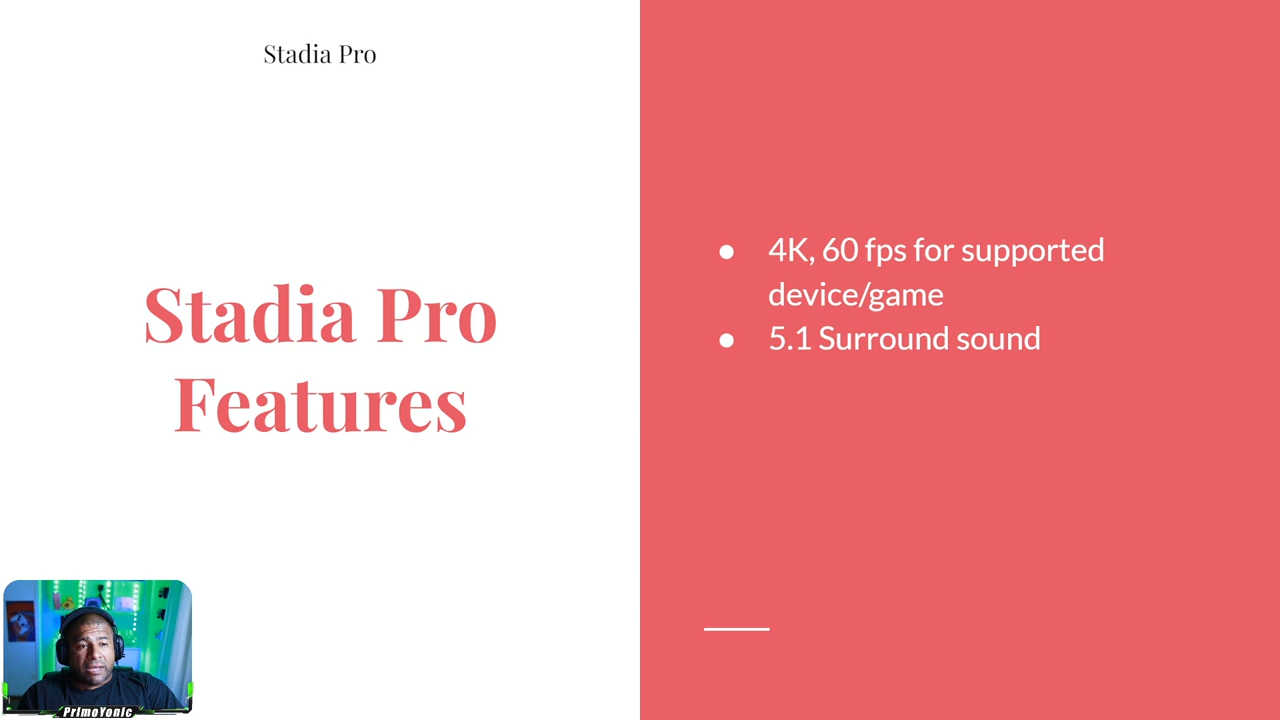 Stadia Pro
Stadia Pro
Features
● 4K, 60 fps for supported
device/game
● 5.1 Surround sound
PrimoYonic